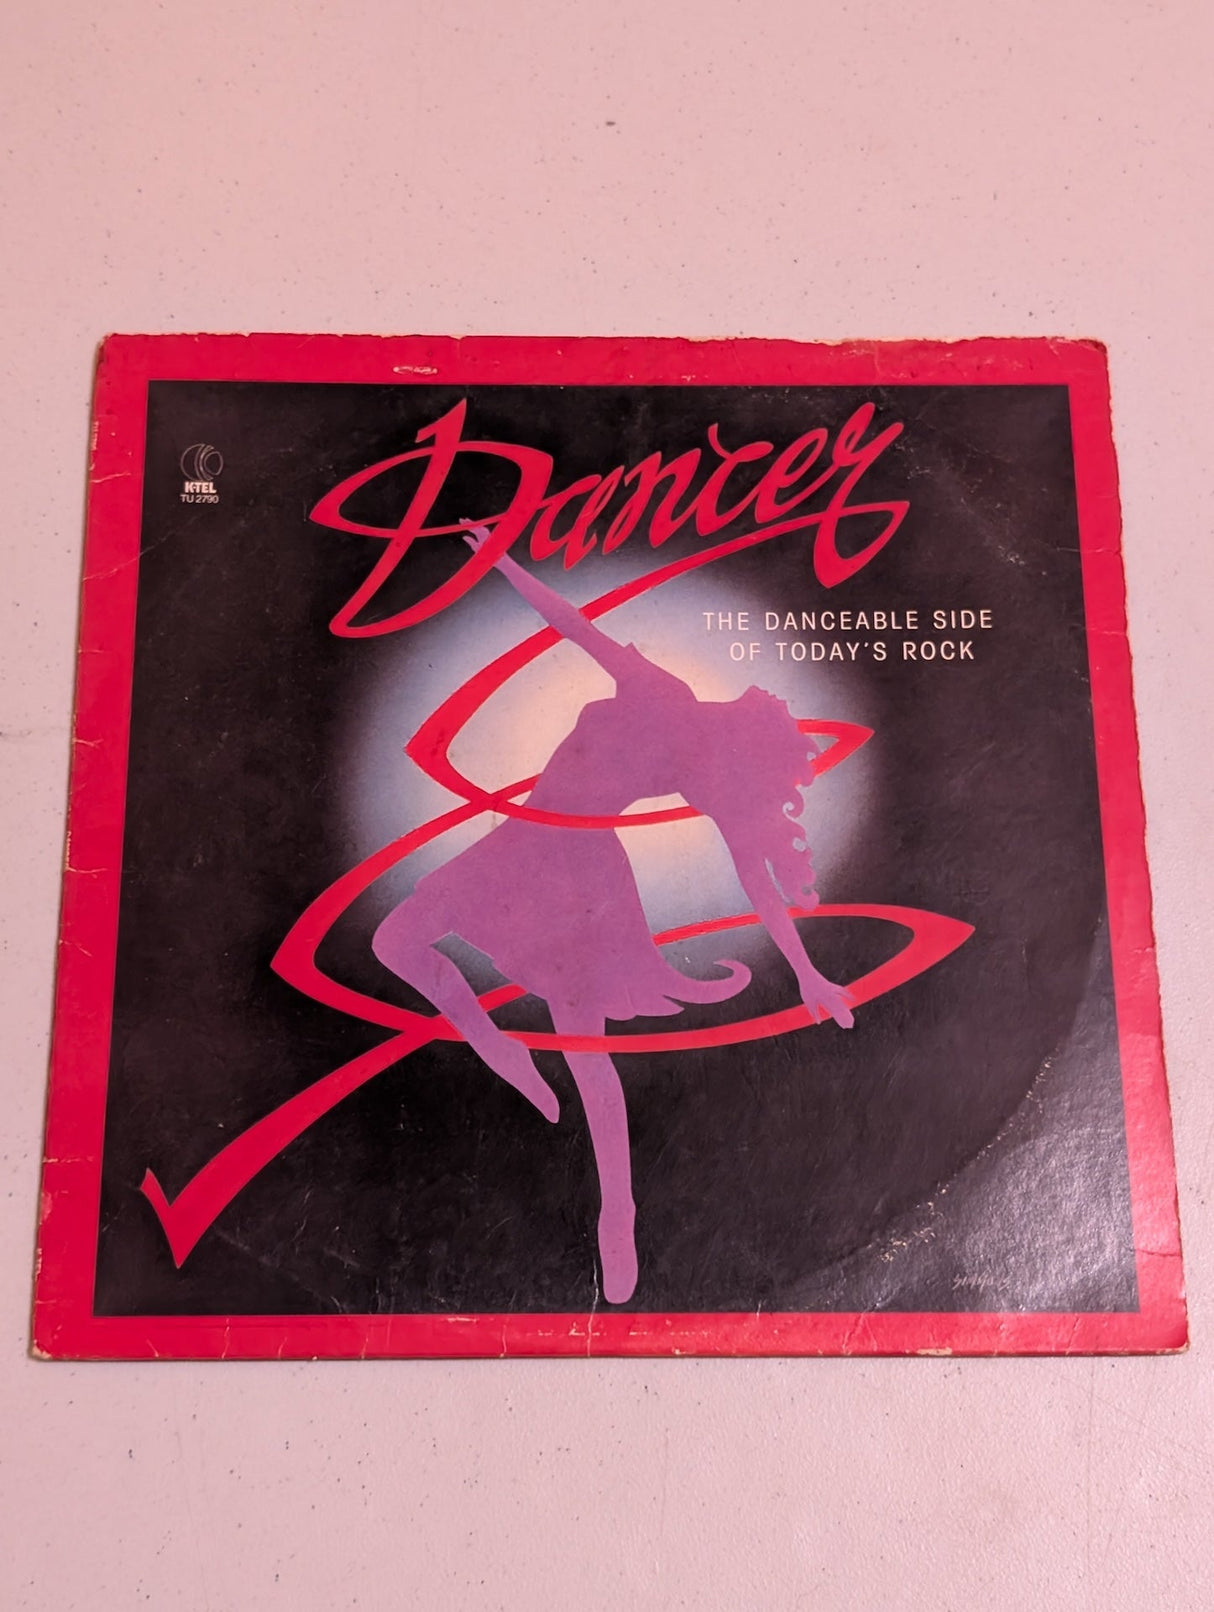 Dancer
K-TEL
TU 2790
THE DANCEABLE SIDE
OF TODAY'S ROCK